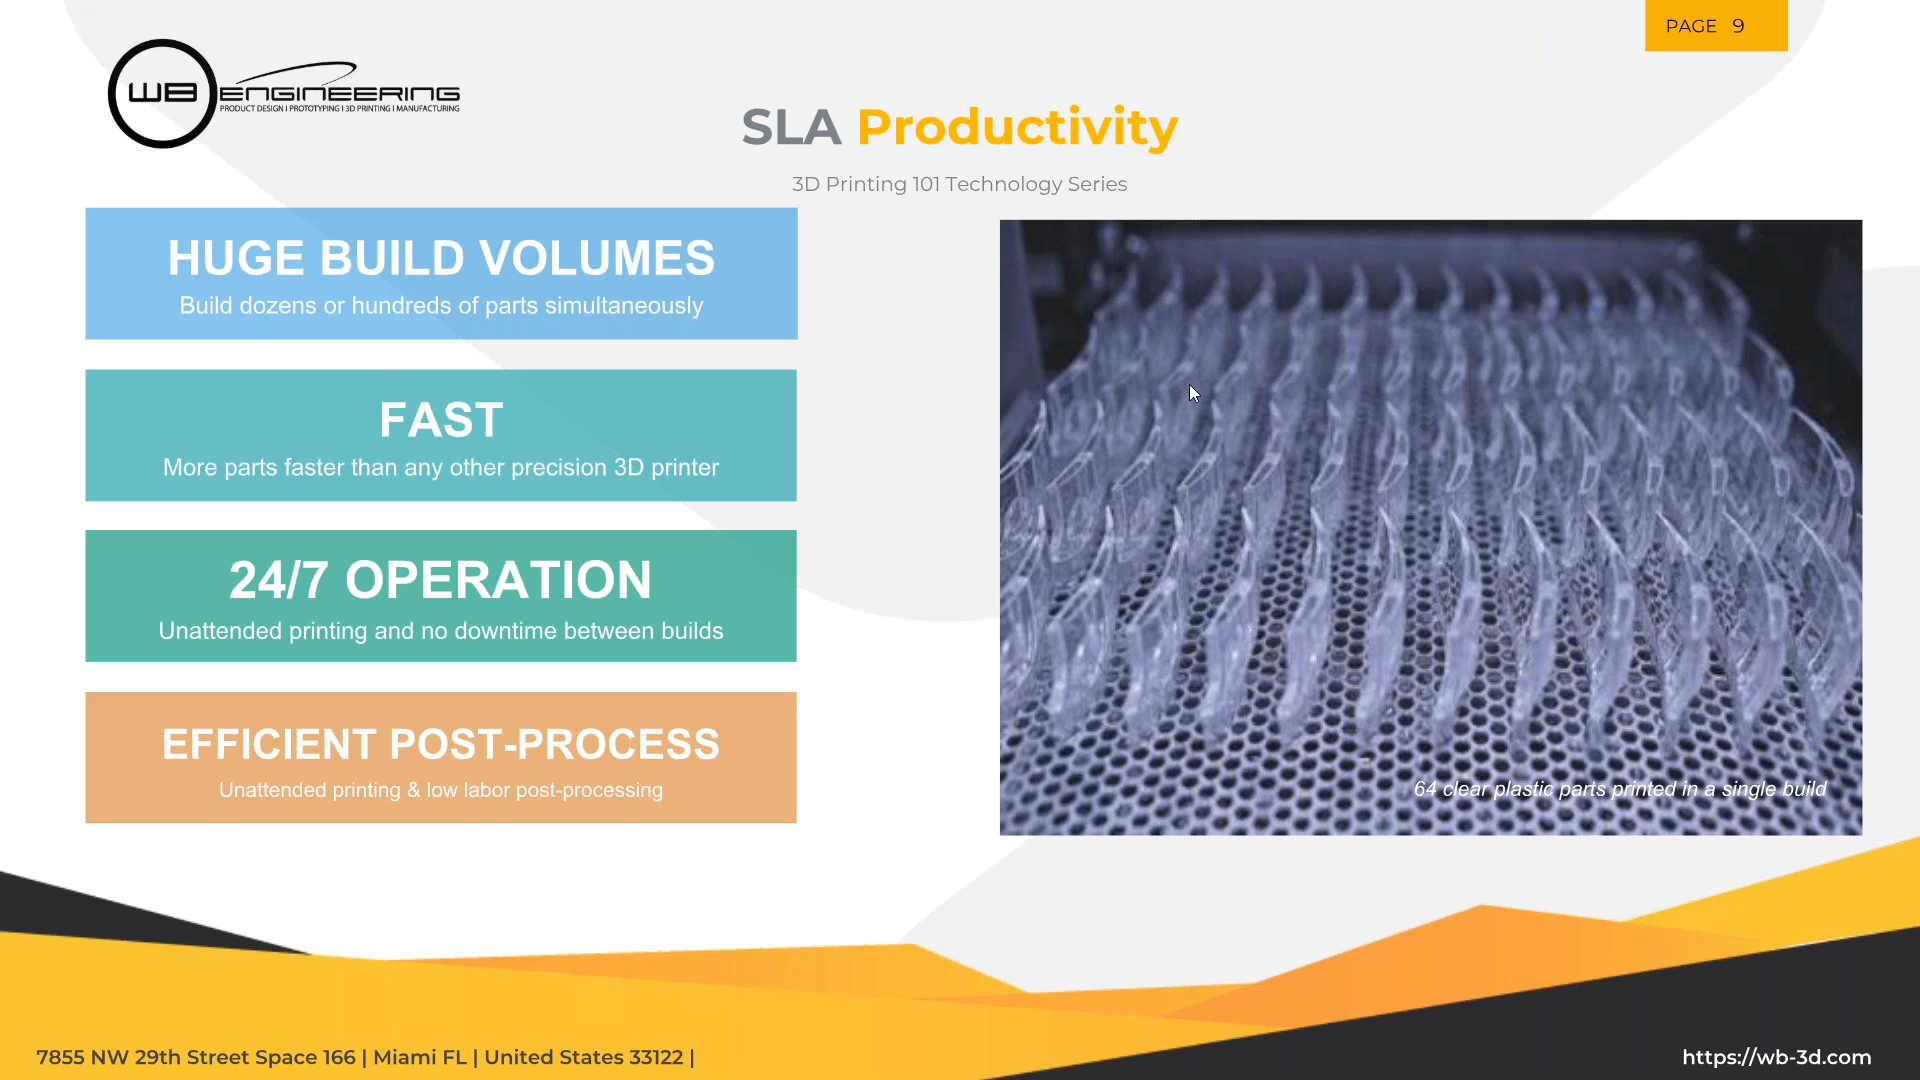 PAGE 9
WB ENGINEERING
PRODUCT DESIGN I PROTOTYPING I 3D PRINTING I MANUFACTURING
SLA Productivity
3D Printing 101 Technology Series
HUGE BUILD VOLUMES
Build dozens or hundreds of parts simultaneously
FAST
More parts faster than any other precision 3D printer
24/7 OPERATION
Unattended printing and no downtime between builds
EFFICIENT POST-PROCESS
Unattended printing & low labor post-processing
64 clear plastic parts printed in a single build
7855 NW 29th Street Space 166 | Miami FL | United States 33122 |
https://wb-3d.com